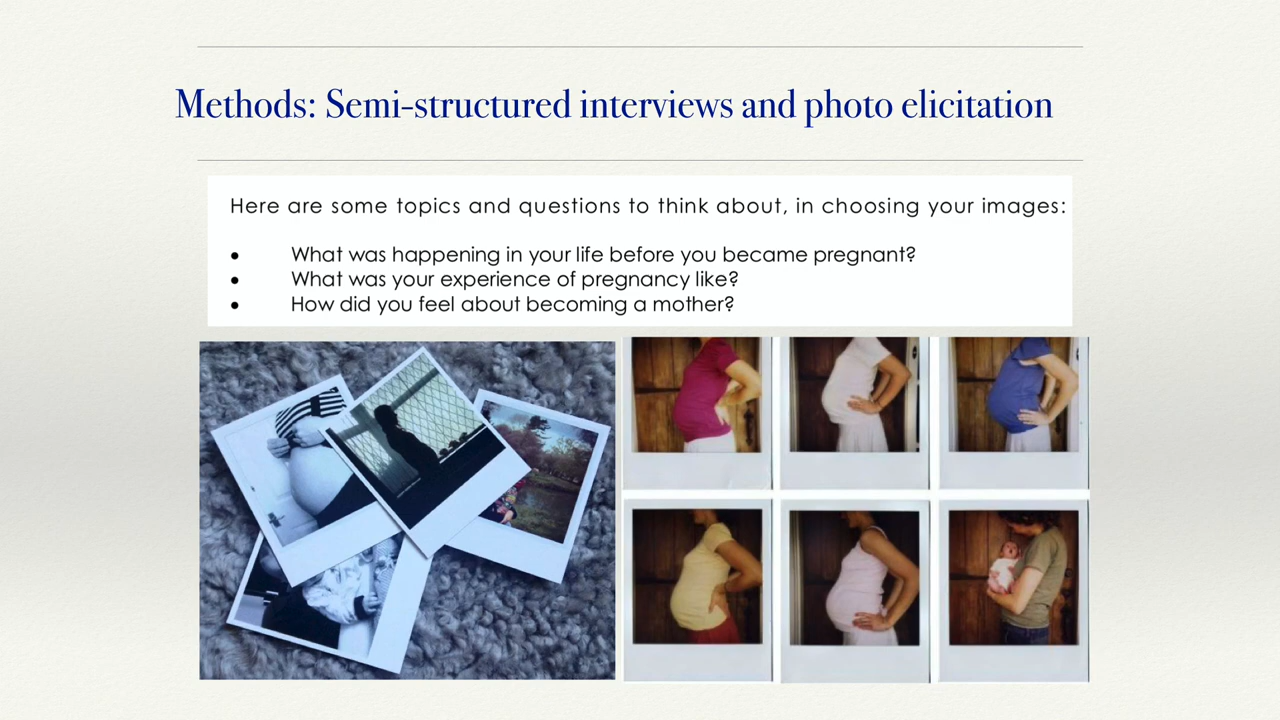 Methods: Semi-structured interviews and photo elicitation
Here are some topics and questions to think about, in choosing your images:
• What was happening in your life before you became pregnant?
• What was your experience of pregnancy like?
• How did you feel about becoming a mother?